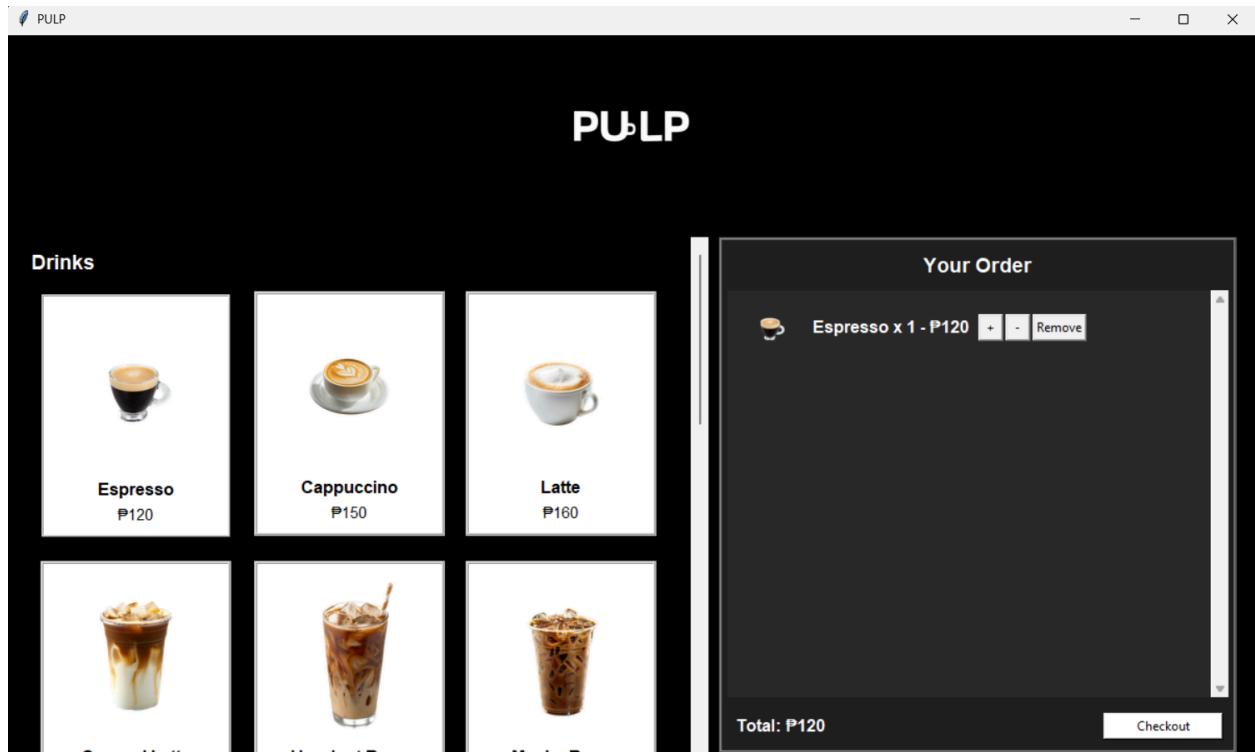 PULP
PULP
Drinks
Espresso
₱120
Cappuccino
₱150
Latte
₱160
Your Order
Espresso x 1 - ₱120
+
-
Remove
Total: ₱120
Checkout